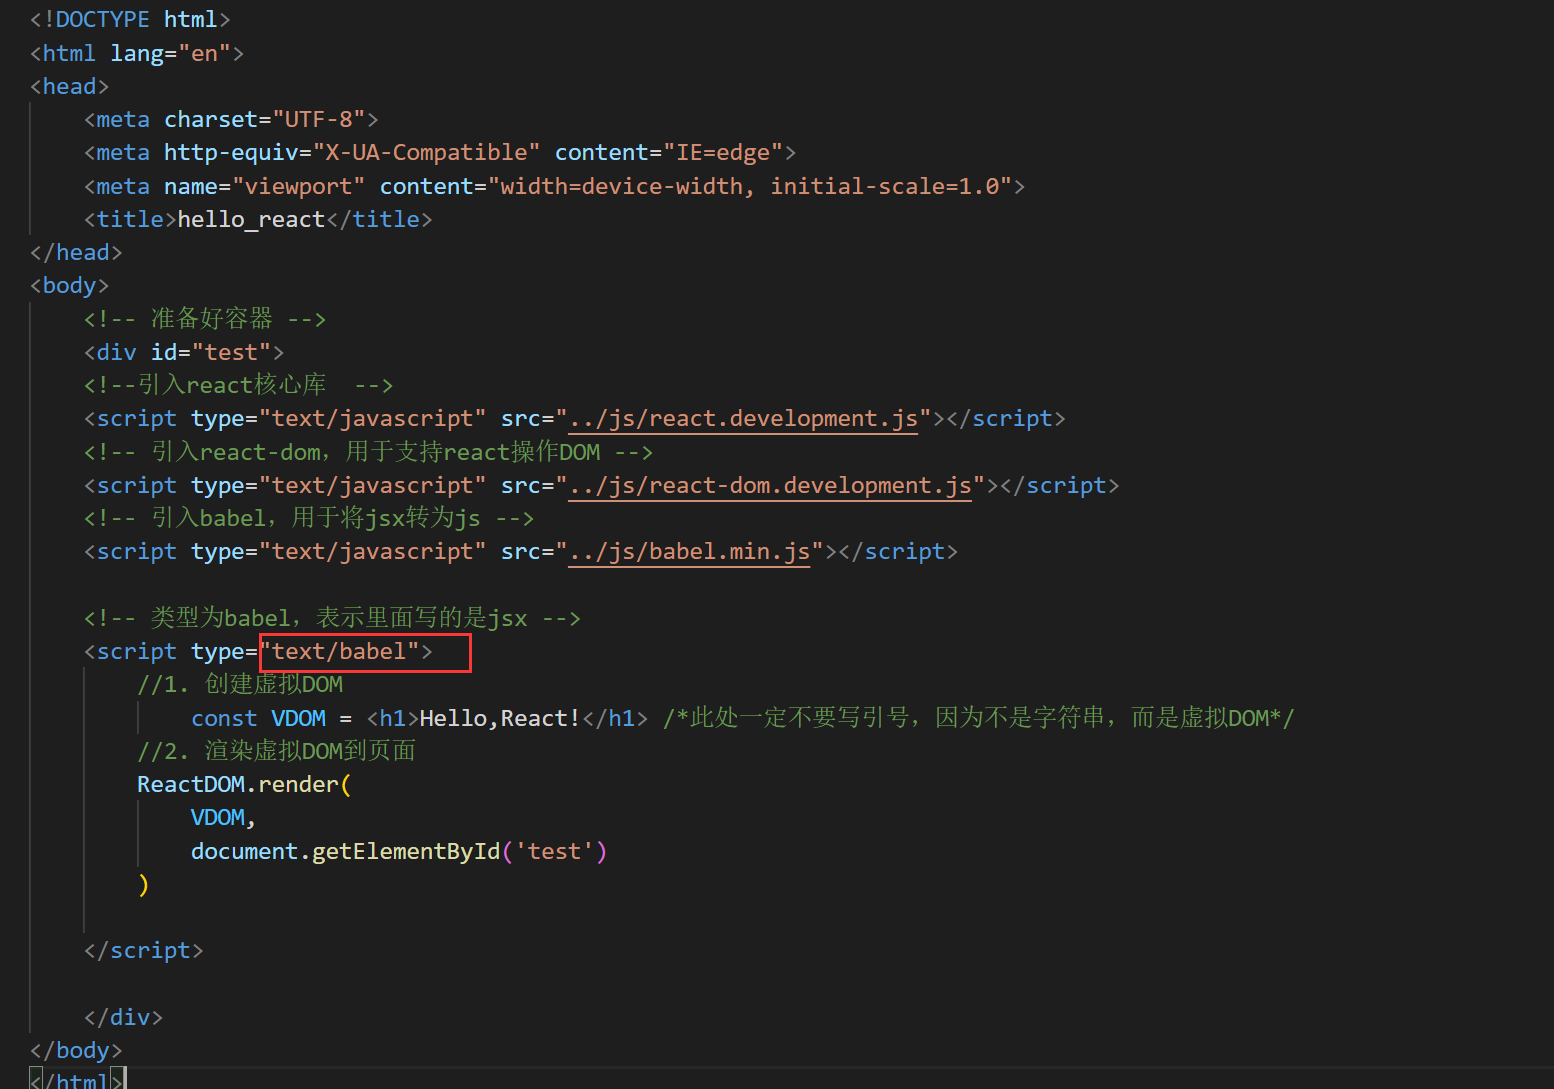 <!DOCTYPE html>
<html lang="en">
<head>
    <meta charset="UTF-8">
    <meta http-equiv="X-UA-Compatible" content="IE=edge">
    <meta name="viewport" content="width=device-width, initial-scale=1.0">
    <title>hello_react</title>
</head>
<body>
    <!-- 准备好容器 -->
    <div id="test">
    <!--引入react核心库  -->
    <script type="text/javascript" src="../js/react.development.js"></script>
    <!-- 引入react-dom，用于支持react操作DOM -->
    <script type="text/javascript" src="../js/react-dom.development.js"></script>
    <!-- 引入babel，用于将jsx转为js -->
    <script type="text/javascript" src="../js/babel.min.js"></script>
    <!-- 类型为babel，表示里面写的是jsx -->
    <script type="text/babel">
        //1. 创建虚拟DOM
            const VDOM = <h1>Hello,React!</h1> /*此处一定不要写引号，因为不是字符串，而是虚拟DOM*/
        //2. 渲染虚拟DOM到页面
        ReactDOM.render(
            VDOM,
            document.getElementById('test')
        )
    </script>
    </div>
</body>
</html>